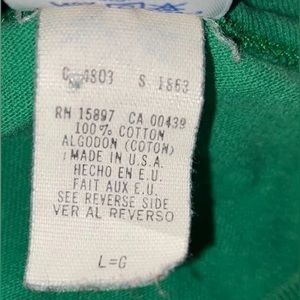 C 4803 S 1863
RN 15897 CA 00439
100% COTTON
ALGODON (COTON)
MADE IN U.S.A.
HECHO EN E.U.
FAIT AUX E.U.
SEE REVERSE SIDE
VER AL REVERSO
L=G